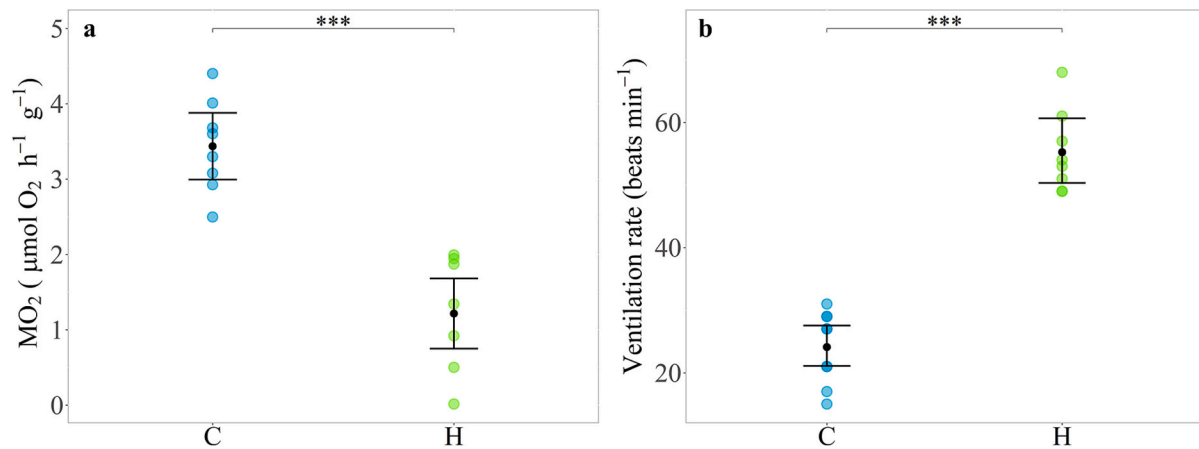 a
***
MO₂ ( μmol O₂ h⁻¹ g⁻¹)
5
4
3
2
1
0
C H
b
***
Ventilation rate (beats min⁻¹)
60
40
20
C H